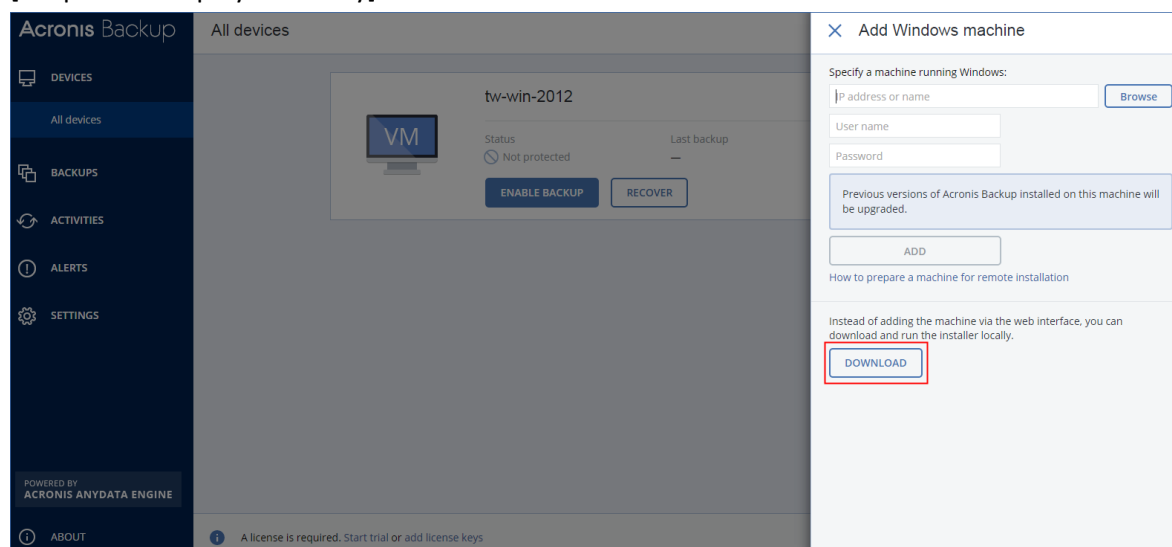 Acronis Backup
All devices
Add Windows machine
DEVICES
All devices
BACKUPS
ACTIVITIES
ALERTS
SETTINGS
POWERED BY
ACRONIS ANYDATA ENGINE
ABOUT
VM
tw-win-2012
Status
Last backup
Not protected
—
ENABLE BACKUP
RECOVER
A license is required. Start trial or add license keys
Specify a machine running Windows:
IP address or name
Browse
User name
Password
Previous versions of Acronis Backup installed on this machine will
be upgraded.
ADD
How to prepare a machine for remote installation
Instead of adding the machine via the web interface, you can
download and run the installer locally.
DOWNLOAD